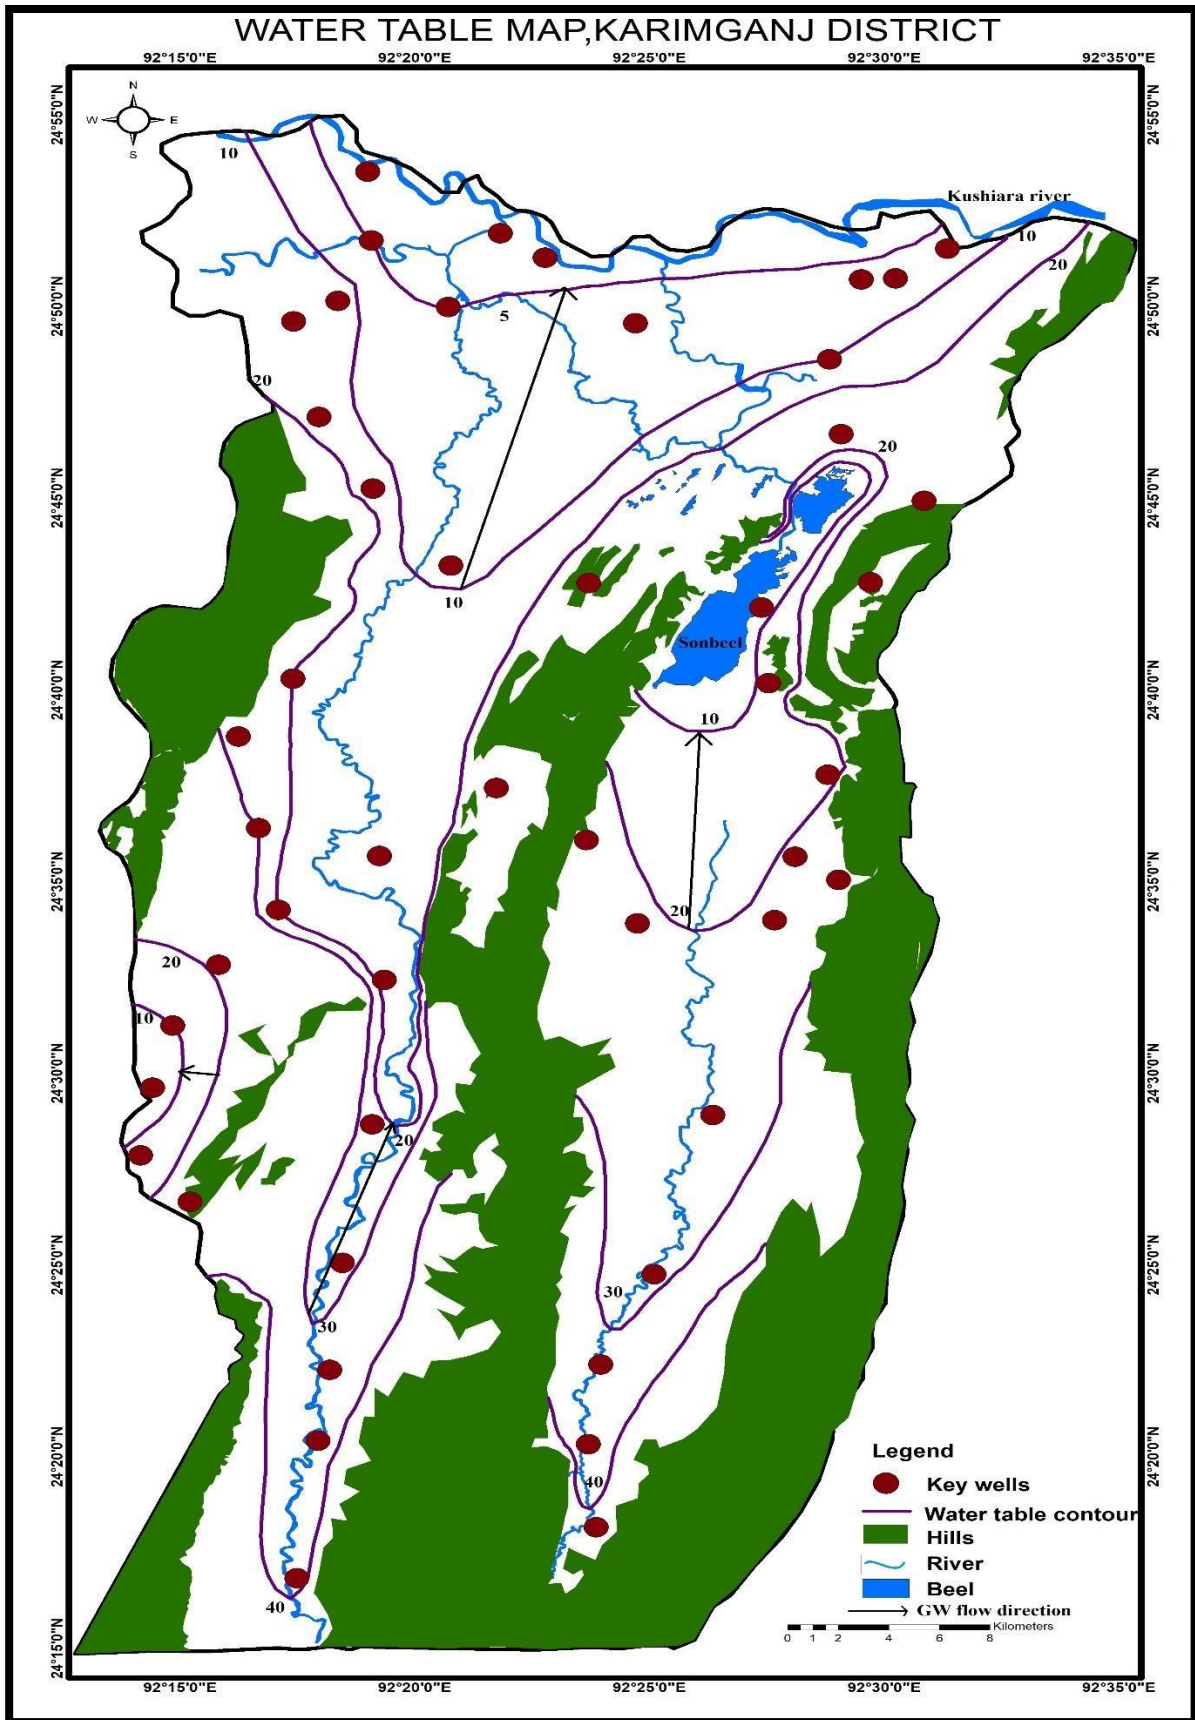 WATER TABLE MAP,KARIMGANJ DISTRICT
92°15'0"E 92°20'0"E 92°25'0"E 92°30'0"E 92°35'0"E
24°55'0"N 24°55'0"N
N
W E
S
10
Kushiara river
10
20
24°50'0"N 24°50'0"N
5
20
20
24°45'0"N 24°45'0"N
10
Sonbeel
24°40'0"N 24°40'0"N
10
24°35'0"N 24°35'0"N
20
20
10
24°30'0"N 24°30'0"N
20
24°25'0"N 24°25'0"N
30
30
24°20'0"N 24°20'0"N
40
40
24°15'0"N 24°15'0"N
Legend
Key wells
Water table contour
Hills
River
Beel
GW flow direction
Kilometers
0 1 2 4 6 8
92°15'0"E 92°20'0"E 92°25'0"E 92°30'0"E 92°35'0"E